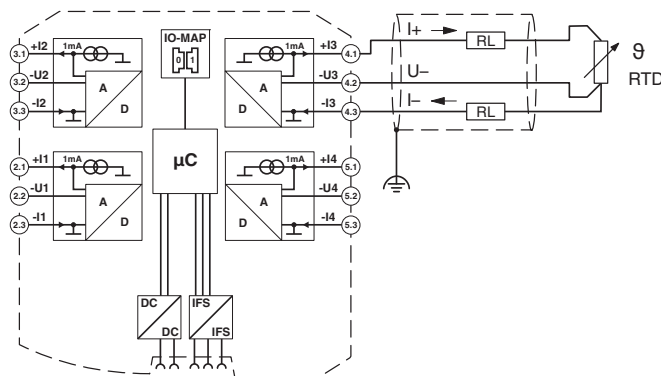 IO-MAP
0 1
3.1 +I2 1mA
3.2 -U2 A
3.3 -I2 D
1mA +I3 4.1
A -U3 4.2
D -I3 4.3
I+ RL
U–
I– RL
ϑ
RTD
µC
2.1 +I1 1mA
2.2 -U1 A
2.3 -I1 D
1mA +I4 5.1
A -U4 5.2
D -I4 5.3
DC
DC
IFS
IFS